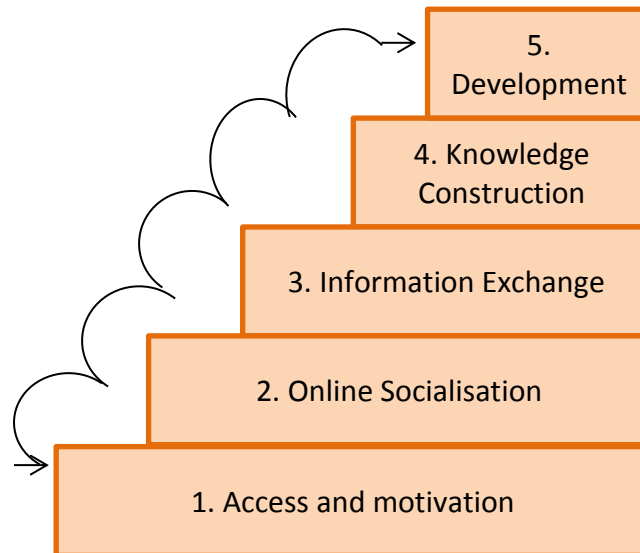 5.
Development
4. Knowledge
Construction
3. Information Exchange
2. Online Socialisation
1. Access and motivation